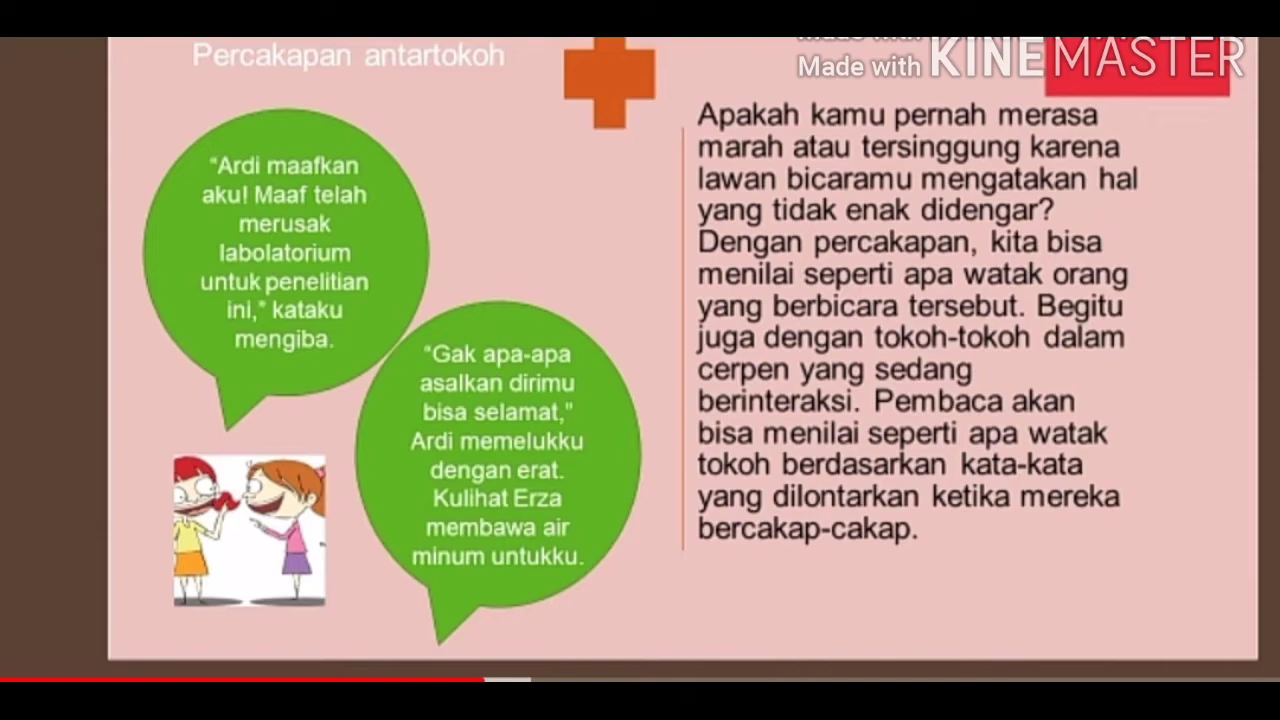 Percakapan antartokoh
Made with KINEMASTER
"Ardi maafkan
aku! Maaf telah
merusak
labolatorium
untuk penelitian
ini," kataku
mengiba.
"Gak apa-apa
asalkan dirimu
bisa selamat,"
Ardi memelukku
dengan erat.
Kulihat Erza
membawa air
minum untukku.
Apakah kamu pernah merasa
marah atau tersinggung karena
lawan bicaramu mengatakan hal
yang tidak enak didengar?
Dengan percakapan, kita bisa
menilai seperti apa watak orang
yang berbicara tersebut. Begitu
juga dengan tokoh-tokoh dalam
cerpen yang sedang
berinteraksi. Pembaca akan
bisa menilai seperti apa watak
tokoh berdasarkan kata-kata
yang dilontarkan ketika mereka
bercakap-cakap.